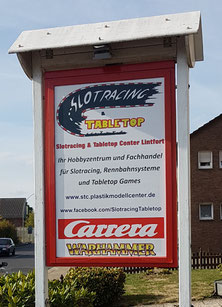 SLOTRACING
&
TABLETOP
Slotracing & Tabletop Center Lintfort
Ihr Hobbyzentrum und Fachhandel
für Slotracing, Rennbahnsysteme
und Tabletop Games
www.stc.plastikmodellcenter.de
www.facebook.com/SlotracingTabletop
Carrera
WARHAMMER